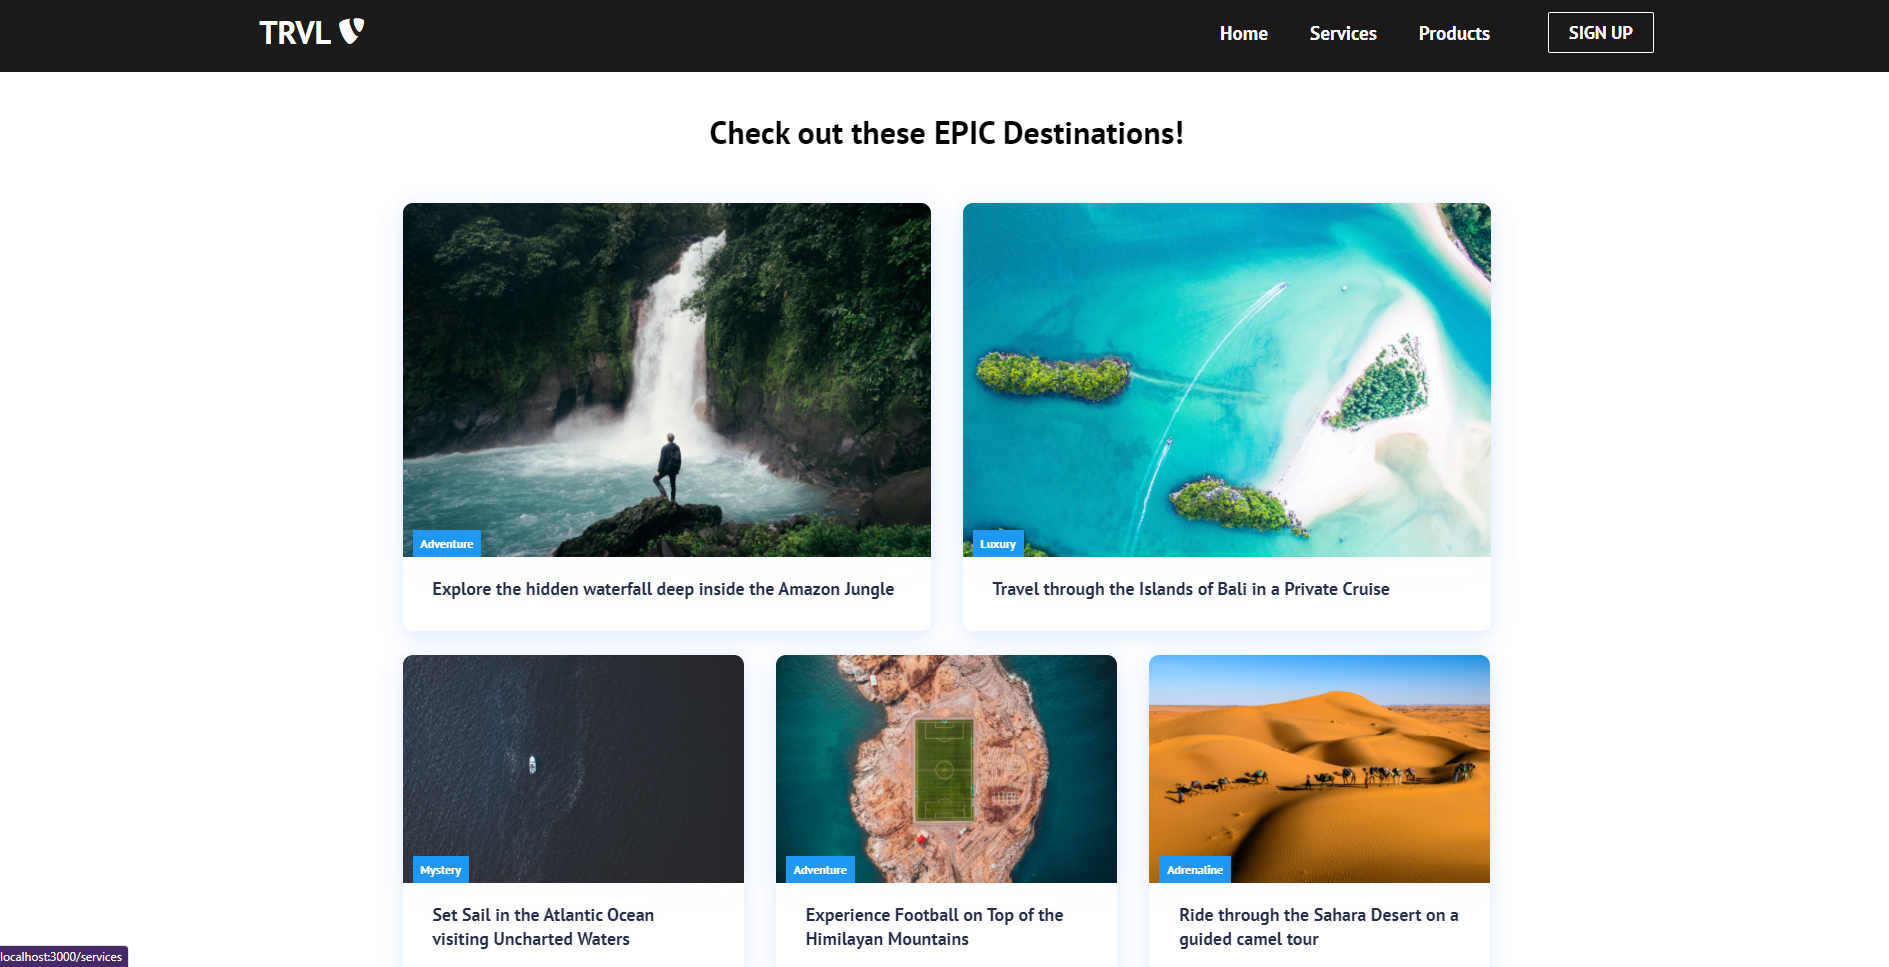 TRVL
Home Services Products SIGN UP
Check out these EPIC Destinations!
Adventure
Luxury
Explore the hidden waterfall deep inside the Amazon Jungle
Travel through the Islands of Bali in a Private Cruise
Mystery
Adventure
Adrenaline
Set Sail in the Atlantic Ocean
visiting Uncharted Waters
Experience Football on Top of the
Himilayan Mountains
Ride through the Sahara Desert on a
guided camel tour
localhost:3000/services